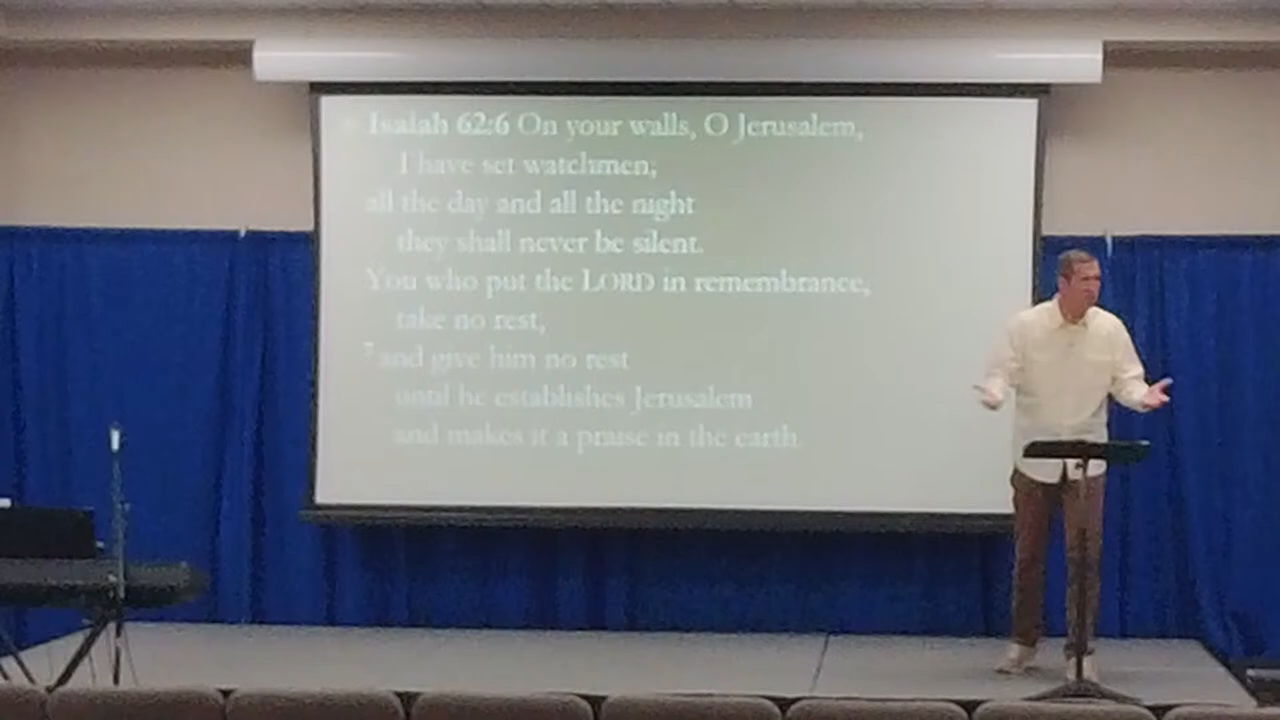 Isaiah 62:6 On your walls, O Jerusalem,
I have set watchmen;
all the day and all the night
they shall never be silent.
You who put the LORD in remembrance,
take no rest,
7 and give him no rest
until he establishes Jerusalem
and makes it a praise in the earth.